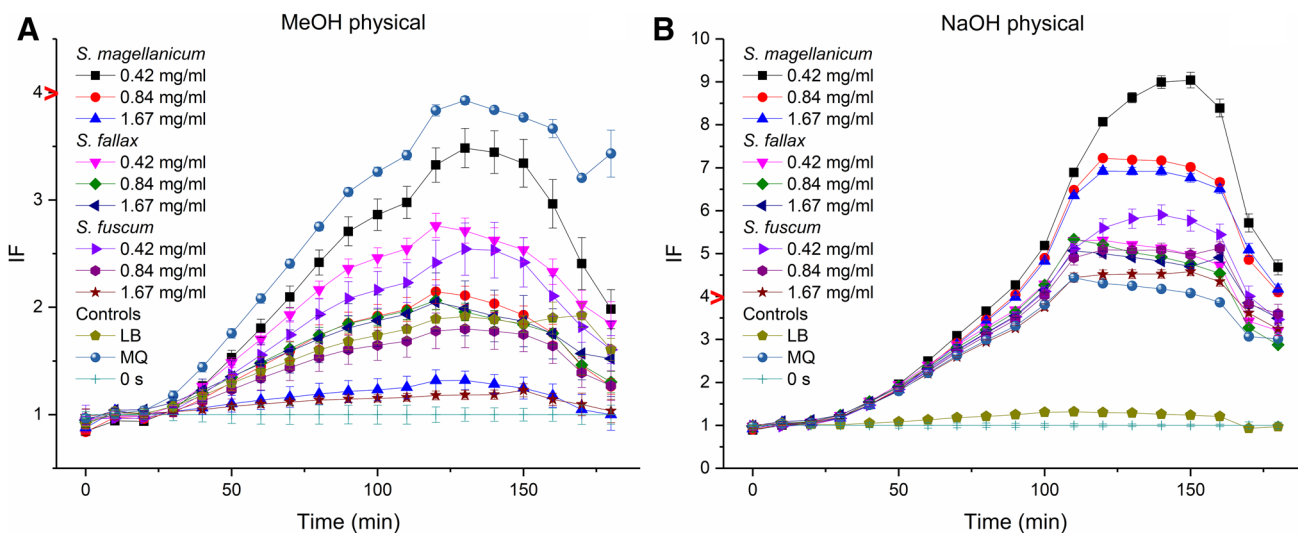 A
MeOH physical
S. magellanicum
0.42 mg/ml
0.84 mg/ml
1.67 mg/ml
S. fallax
0.42 mg/ml
0.84 mg/ml
1.67 mg/ml
S. fuscum
0.42 mg/ml
0.84 mg/ml
1.67 mg/ml
Controls
LB
MQ
0 s
4
3
2
1
IF
0 50 100 150
Time (min)
B
NaOH physical
S. magellanicum
0.42 mg/ml
0.84 mg/ml
1.67 mg/ml
S. fallax
0.42 mg/ml
0.84 mg/ml
1.67 mg/ml
S. fuscum
0.42 mg/ml
0.84 mg/ml
1.67 mg/ml
Controls
LB
MQ
0 s
10
9
8
7
6
5
4
3
2
1
0
IF
0 50 100 150
Time (min)